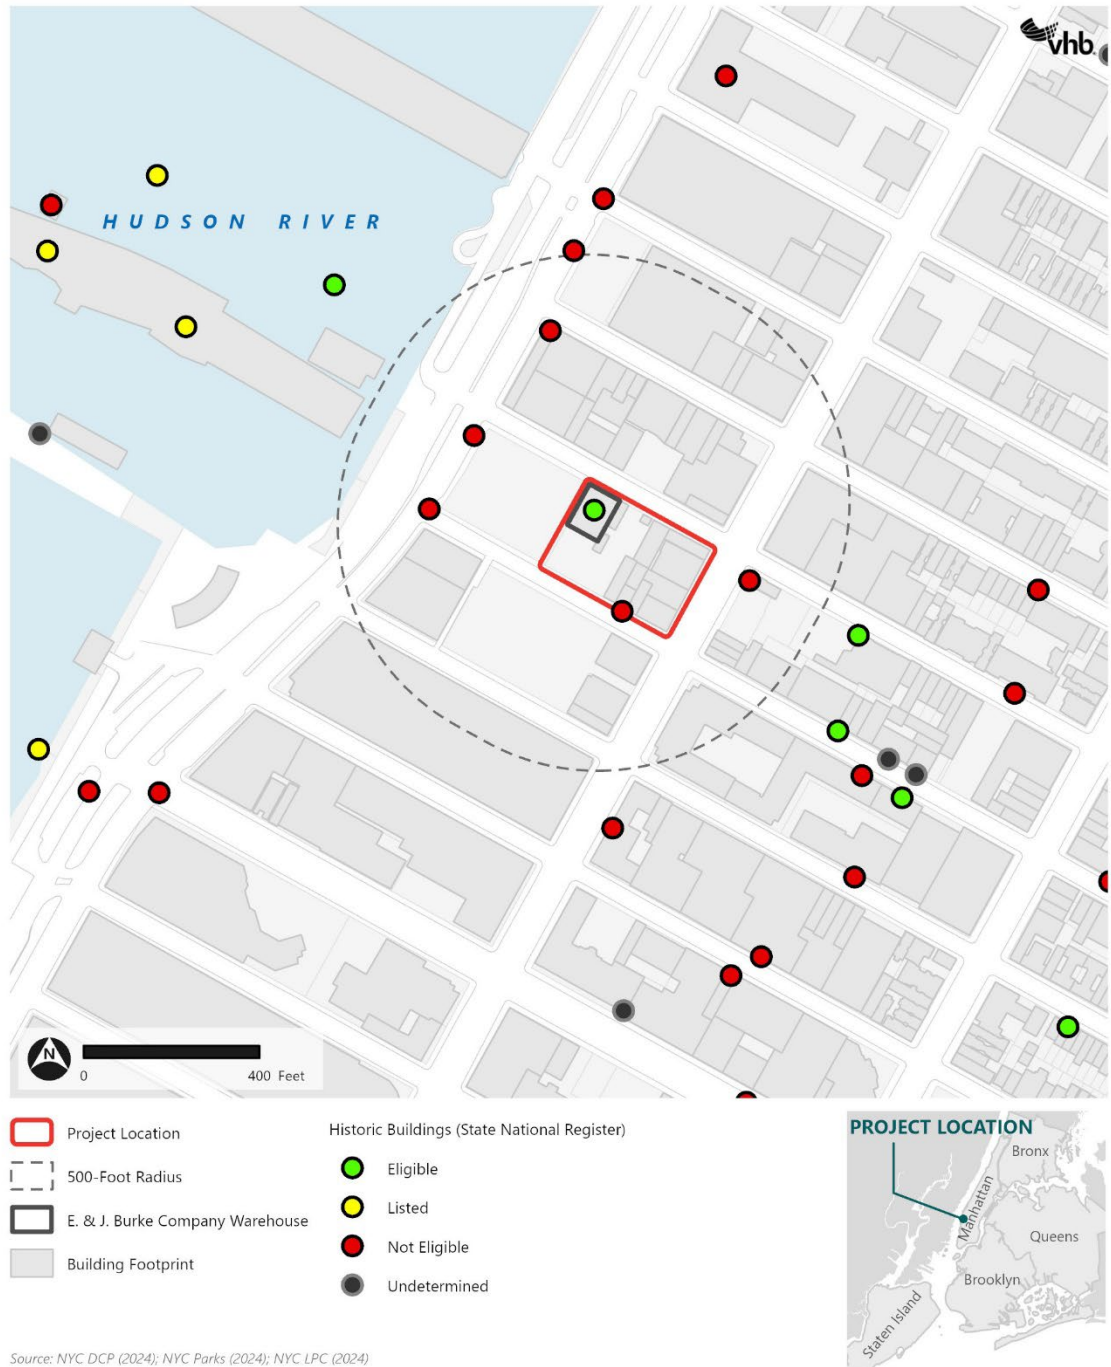 vhb
HUDSON RIVER
N
0 400 Feet
Project Location
500-Foot Radius
E. & J. Burke Company Warehouse
Building Footprint
Historic Buildings (State National Register)
Eligible
Listed
Not Eligible
Undetermined
PROJECT LOCATION
Bronx
Manhattan
Queens
Brooklyn
Staten Island
Source: NYC DCP (2024); NYC Parks (2024); NYC LPC (2024)